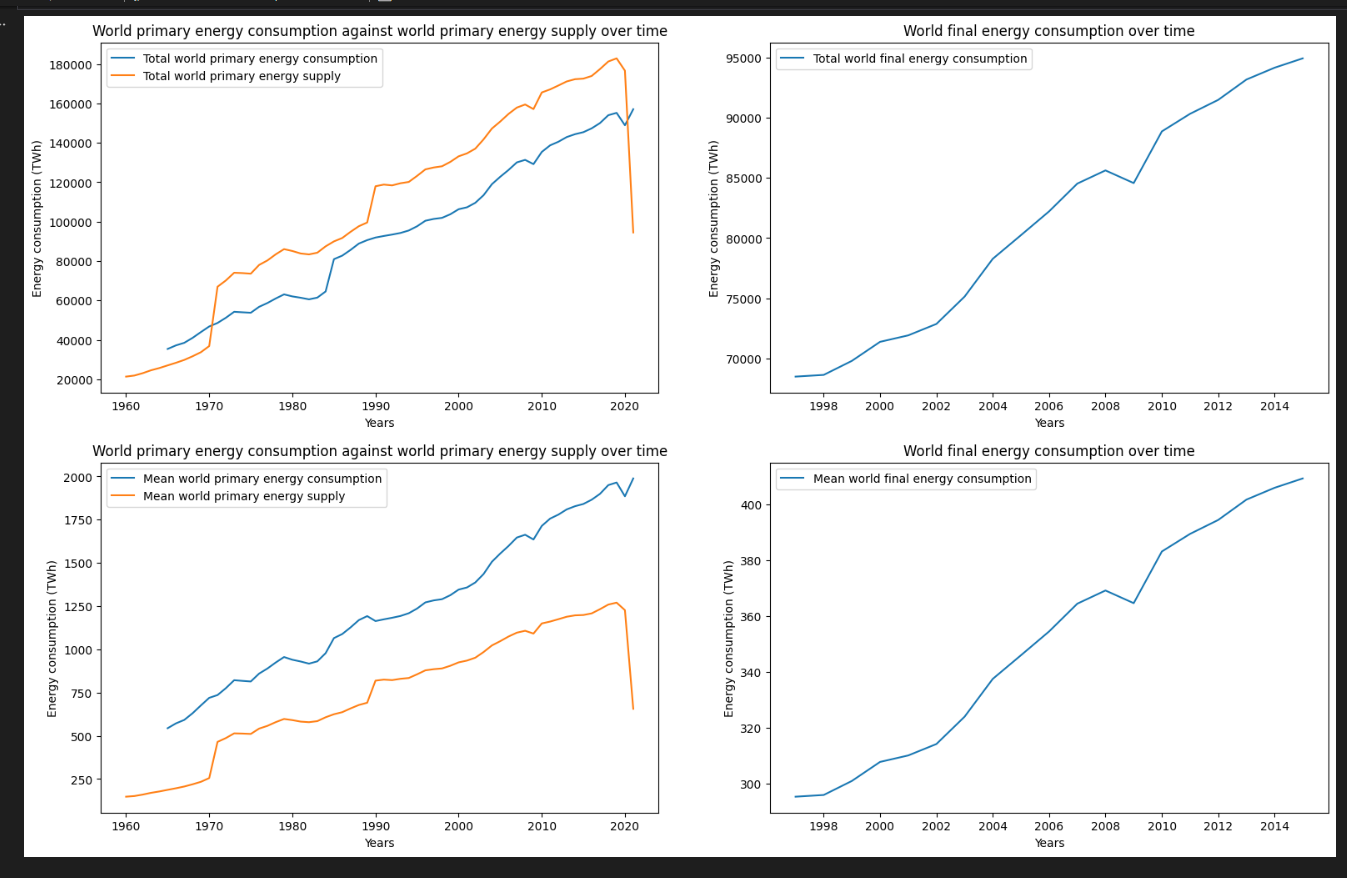 World primary energy consumption against world primary energy supply over time
Total world primary energy consumption
Total world primary energy supply
180000
160000
140000
120000
100000
80000
60000
40000
20000
Energy consumption (TWh)
1960 1970 1980 1990 2000 2010 2020
Years
World final energy consumption over time
Total world final energy consumption
95000
90000
85000
80000
75000
70000
Energy consumption (TWh)
1998 2000 2002 2004 2006 2008 2010 2012 2014
Years
World primary energy consumption against world primary energy supply over time
Mean world primary energy consumption
Mean world primary energy supply
2000
1750
1500
1250
1000
750
500
250
Energy consumption (TWh)
1960 1970 1980 1990 2000 2010 2020
Years
World final energy consumption over time
Mean world final energy consumption
400
380
360
340
320
300
Energy consumption (TWh)
1998 2000 2002 2004 2006 2008 2010 2012 2014
Years